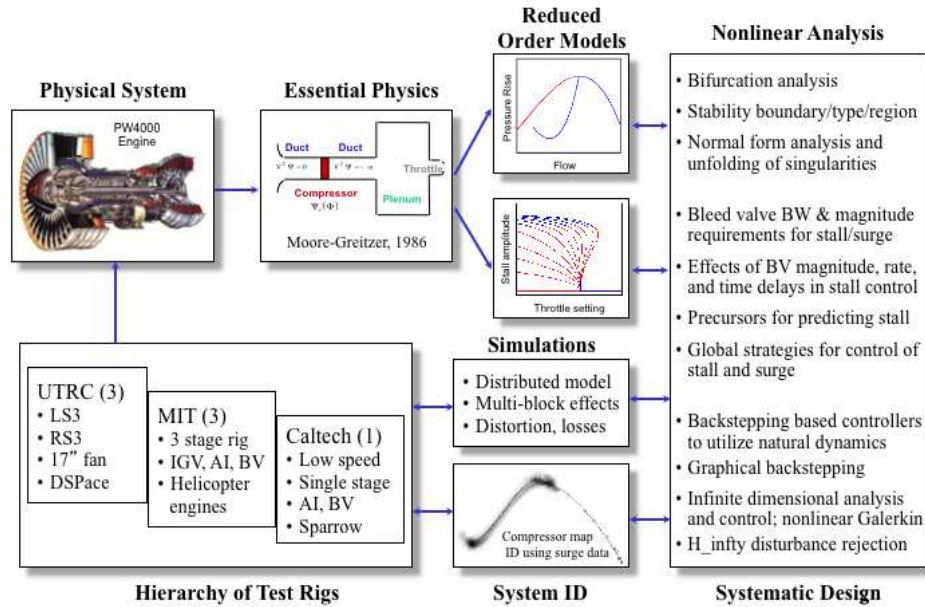 Physical System
PW4000
Engine
Essential Physics
Duct
Duct
Compressor
Ψc(Φ)
Throttle
Plenum
Moore-Greitzer, 1986
Reduced
Order Models
Pressure Rise
Flow
Stall amplitude
Throttle setting
Nonlinear Analysis
• Bifurcation analysis
• Stability boundary/type/region
• Normal form analysis and
unfolding of singularities
• Bleed valve BW & magnitude
requirements for stall/surge
• Effects of BV magnitude, rate,
and time delays in stall control
• Precursors for predicting stall
• Global strategies for control of
stall and surge
• Backstepping based controllers
to utilize natural dynamics
• Graphical backstepping
• Infinite dimensional analysis
and control; nonlinear Galerkin
• H_infty disturbance rejection
Systematic Design
Simulations
• Distributed model
• Multi-block effects
• Distortion, losses
Compressor map
ID using surge data
System ID
UTRC (3)
• LS3
• RS3
• 17” fan
• DSPace
MIT (3)
• 3 stage rig
• IGV, AI, BV
• Helicopter
engines
Caltech (1)
• Low speed
• Single stage
• AI, BV
• Sparrow
Hierarchy of Test Rigs